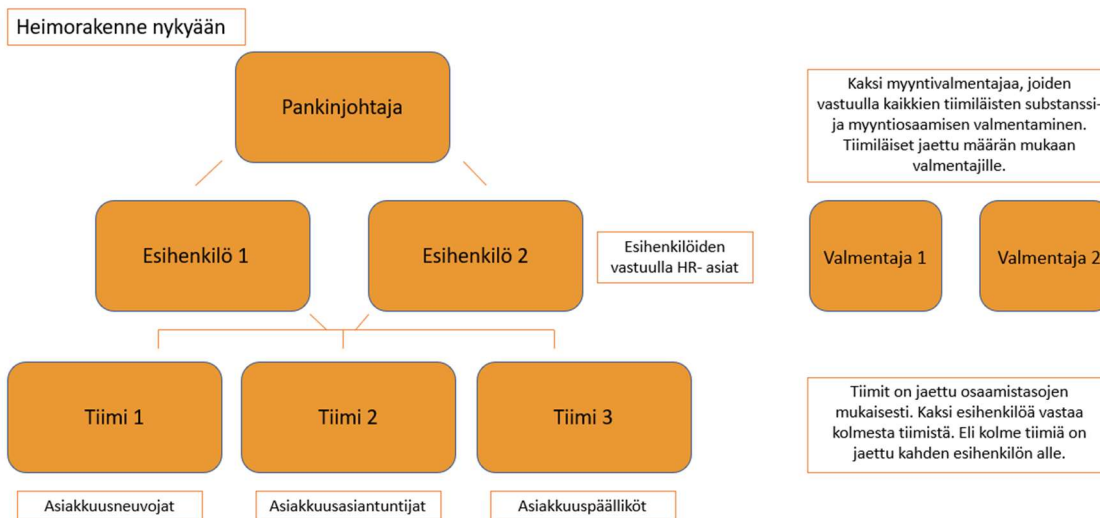 Heimorakenne nykyään
Pankinjohtaja
Kaksi myyntivalmentajaa, joiden
vastuulla kaikkien tiimiläisten substanssi-
ja myyntiosaamisen valmentaminen.
Tiimiläiset jaettu määrän mukaan
valmentajille.
Esihenkilö 1
Esihenkilö 2
Esihenkilöiden
vastuulla HR- asiat
Valmentaja 1
Valmentaja 2
Tiimi 1
Tiimi 2
Tiimi 3
Tiimit on jaettu osaamistasojen
mukaisesti. Kaksi esihenkilöä vastaa
kolmesta tiimistä. Eli kolme tiimiä on
jaettu kahden esihenkilön alle.
Asiakkuusneuvojat
Asiakkuusasiantuntijat
Asiakkuuspäälliköt